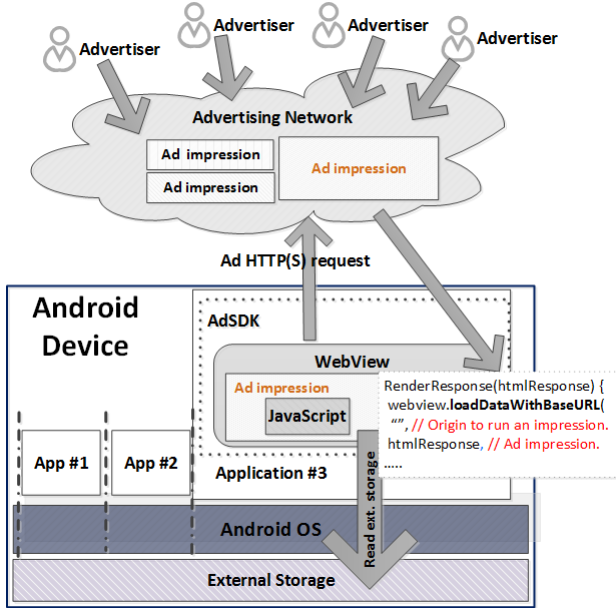 Advertiser
Advertiser
Advertiser
Advertiser
Advertising Network
Ad impression
Ad impression
Ad impression
Ad HTTP(S) request
Android
Device
AdSDK
WebView
Ad impression
JavaScript
RenderResponse(htmlResponse) {
webview.loadDataWithBaseURL(
“”, // Origin to run an impression.
htmlResponse, // Ad impression.
.....
App #1
App #2
Application #3
Read ext. storage
Android OS
External Storage